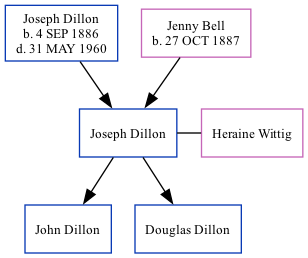 Joseph Dillon
b. 4 SEP 1886
d. 31 MAY 1960
Jenny Bell
b. 27 OCT 1887
Joseph Dillon
Heraine Wittig
John Dillon
Douglas Dillon